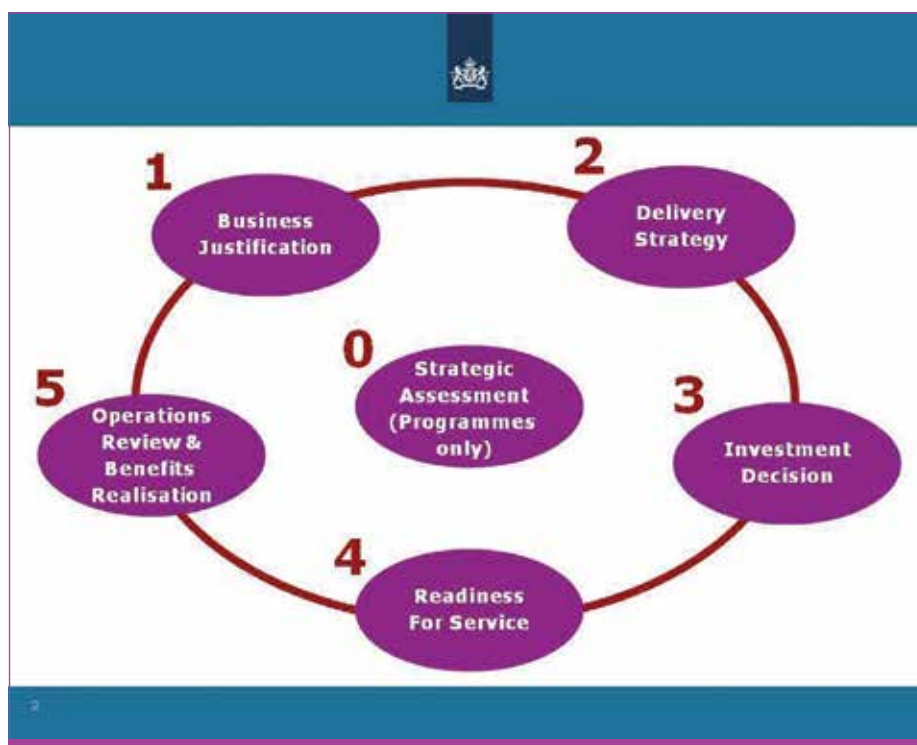 1
Business
Justification
2
Delivery
Strategy
0
Strategic
Assessment
(Programmes
only)
3
Investment
Decision
5
Operations
Review &
Benefits
Realisation
4
Readiness
For Service